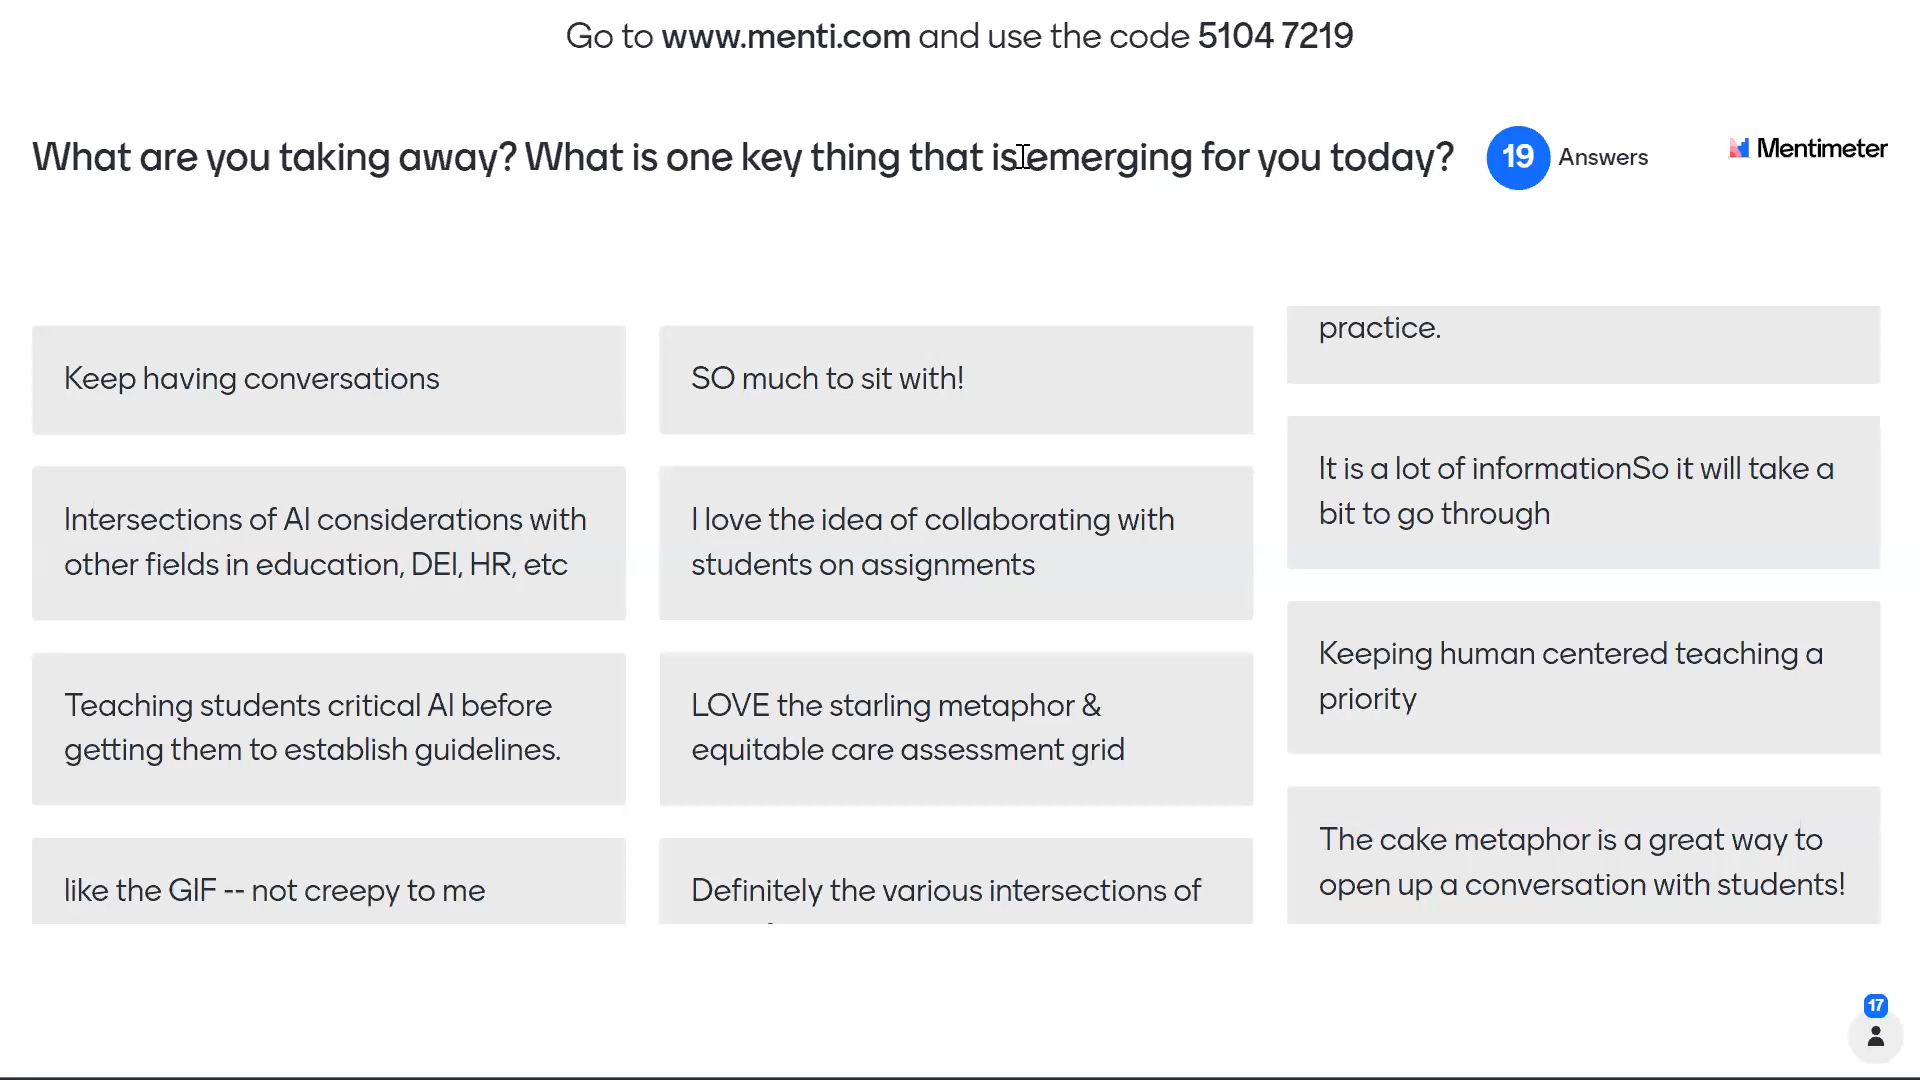 Go to www.menti.com and use the code 5104 7219
What are you taking away? What is one key thing that is emerging for you today?
19
Answers
Mentimeter
Keep having conversations
Intersections of AI considerations with
other fields in education, DEI, HR, etc
Teaching students critical AI before
getting them to establish guidelines.
like the GIF -- not creepy to me
SO much to sit with!
I love the idea of collaborating with
students on assignments
LOVE the starling metaphor &
equitable care assessment grid
Definitely the various intersections of
practice.
It is a lot of informationSo it will take a
bit to go through
Keeping human centered teaching a
priority
The cake metaphor is a great way to
open up a conversation with students!
17